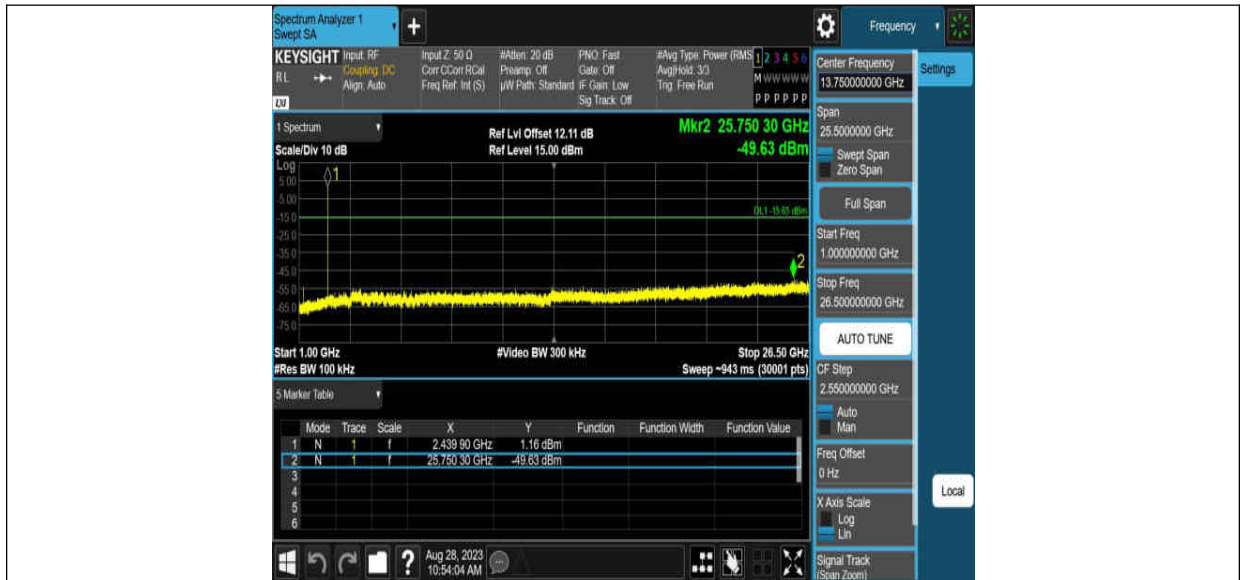 Spectrum Analyzer 1
Swept SA
Frequency
KEYSIGHT
RL
LXI
Input: RF
Coupling: DC
Align: Auto
Input Z: 50 Ω
Corr CCorr RCal
Freq Ref: Int (S)
#Atten: 20 dB
Preamp: Off
µW Path: Standard
PNO: Fast
Gate: Off
IF Gain: Low
Sig Track: Off
#Avg Type: Power (RMS
Avg|Hold: 3/3
Trig: Free Run
1 2 3 4 5 6
M W W W W W
P P P P P P
1 Spectrum
Scale/Div 10 dB
Ref Lvl Offset 12.11 dB
Ref Level 15.00 dBm
Mkr2 25.750 30 GHz
-49.63 dBm
Log
1
5.00
-5.00
-15.0
DL1 -15.65 dBm
-25.0
-35.0
-45.0
2
-55.0
-65.0
-75.0
Start 1.00 GHz
#Res BW 100 kHz
#Video BW 300 kHz
Stop 26.50 GHz
Sweep ~943 ms (30001 pts)
5 Marker Table
Mode Trace Scale X Y Function Function Width Function Value
1 N 1 f 2.439 90 GHz 1.16 dBm
2 N 1 f 25.750 30 GHz -49.63 dBm
3
4
5
6
Aug 28, 2023
10:54:04 AM
Center Frequency
13.750000000 GHz
Settings
Span
25.5000000 GHz
Swept Span
Zero Span
Full Span
Start Freq
1.000000000 GHz
Stop Freq
26.500000000 GHz
AUTO TUNE
CF Step
2.550000000 GHz
Auto
Man
Freq Offset
0 Hz
X Axis Scale
Log
Lin
Local
Signal Track
(Span Zoom)